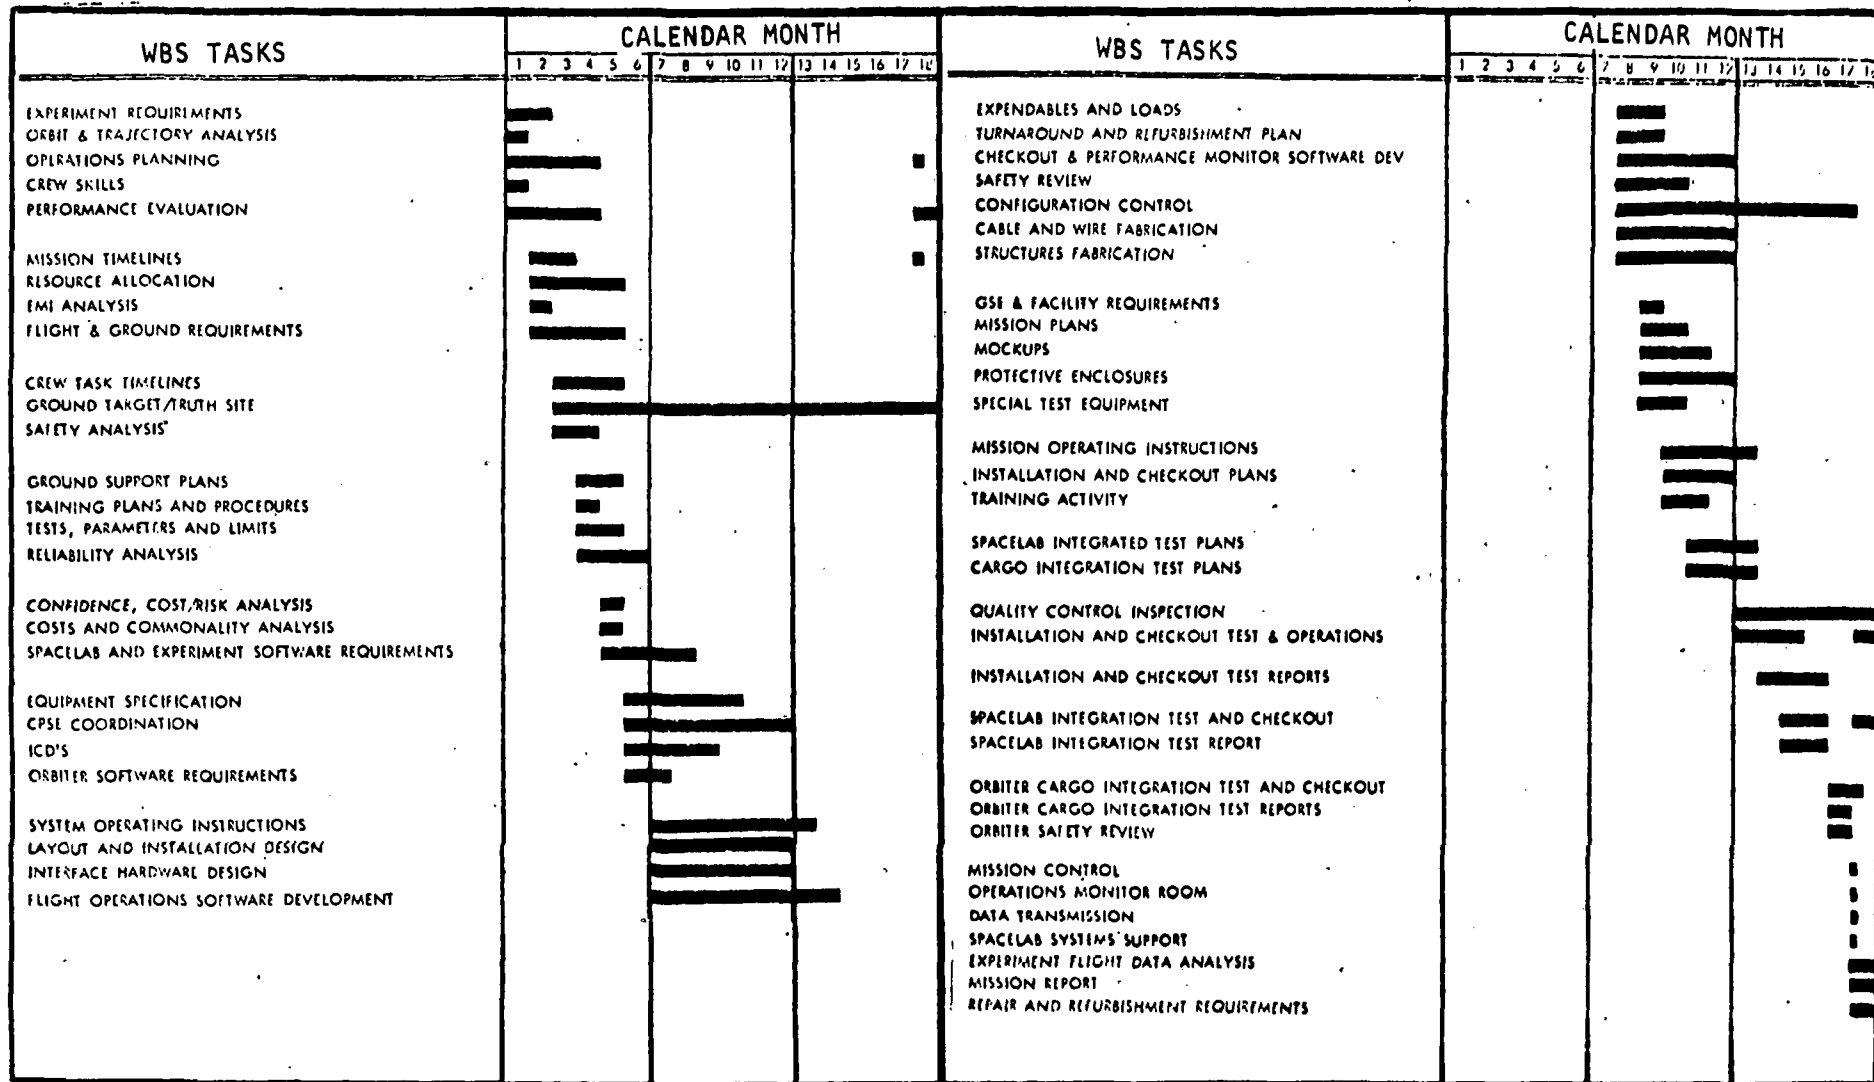 WBS TASKS
CALENDAR MONTH
1 2 3 4 5 6 7 8 9 10 11 12 13 14 15 16 17 18
EXPERIMENT REQUIREMENTS
ORBIT & TRAJECTORY ANALYSIS
OPERATIONS PLANNING
CREW SKILLS
PERFORMANCE EVALUATION
MISSION TIMELINES
RESOURCE ALLOCATION
EMI ANALYSIS
FLIGHT & GROUND REQUIREMENTS
CREW TASK TIMELINES
GROUND TARGET/TRUTH SITE
SAFETY ANALYSIS
GROUND SUPPORT PLANS
TRAINING PLANS AND PROCEDURES
TESTS, PARAMETERS AND LIMITS
RELIABILITY ANALYSIS
CONFIDENCE, COST/RISK ANALYSIS
COSTS AND COMMONALITY ANALYSIS
SPACELAB AND EXPERIMENT SOFTWARE REQUIREMENTS
EQUIPMENT SPECIFICATION
CPSE COORDINATION
ICD'S
ORBITER SOFTWARE REQUIREMENTS
SYSTEM OPERATING INSTRUCTIONS
LAYOUT AND INSTALLATION DESIGN
INTERFACE HARDWARE DESIGN
FLIGHT OPERATIONS SOFTWARE DEVELOPMENT
WBS TASKS
CALENDAR MONTH
1 2 3 4 5 6 7 8 9 10 11 12 13 14 15 16 17
EXPENDABLES AND LOADS
TURNAROUND AND REFURBISHMENT PLAN
CHECKOUT & PERFORMANCE MONITOR SOFTWARE DEV
SAFETY REVIEW
CONFIGURATION CONTROL
CABLE AND WIRE FABRICATION
STRUCTURES FABRICATION
GSE & FACILITY REQUIREMENTS
MISSION PLANS
MOCKUPS
PROTECTIVE ENCLOSURES
SPECIAL TEST EQUIPMENT
MISSION OPERATING INSTRUCTIONS
INSTALLATION AND CHECKOUT PLANS
TRAINING ACTIVITY
SPACELAB INTEGRATED TEST PLANS
CARGO INTEGRATION TEST PLANS
QUALITY CONTROL INSPECTION
INSTALLATION AND CHECKOUT TEST & OPERATIONS
INSTALLATION AND CHECKOUT TEST REPORTS
SPACELAB INTEGRATION TEST AND CHECKOUT
SPACELAB INTEGRATION TEST REPORT
ORBITER CARGO INTEGRATION TEST AND CHECKOUT
ORBITER CARGO INTEGRATION TEST REPORTS
ORBITER SAFETY REVIEW
MISSION CONTROL
OPERATIONS MONITOR ROOM
DATA TRANSMISSION
SPACELAB SYSTEMS SUPPORT
EXPERIMENT FLIGHT DATA ANALYSIS
MISSION REPORT
REPAIR AND REFURBISHMENT REQUIREMENTS